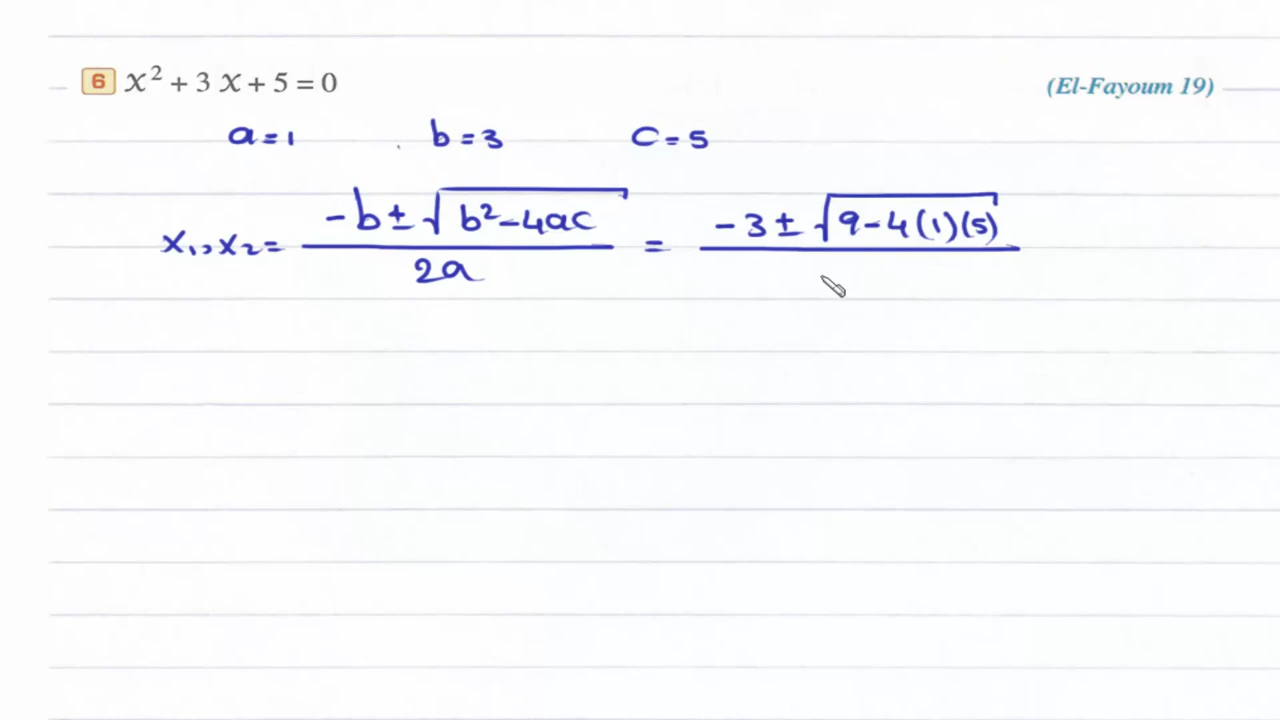 6 x² + 3 x + 5 = 0 (El-Fayoum 19)
a = 1 b = 3 C = 5
x₁, x₂ = -b ± √(b² - 4ac) / 2a = -3 ± √(9 - 4(1)(5))